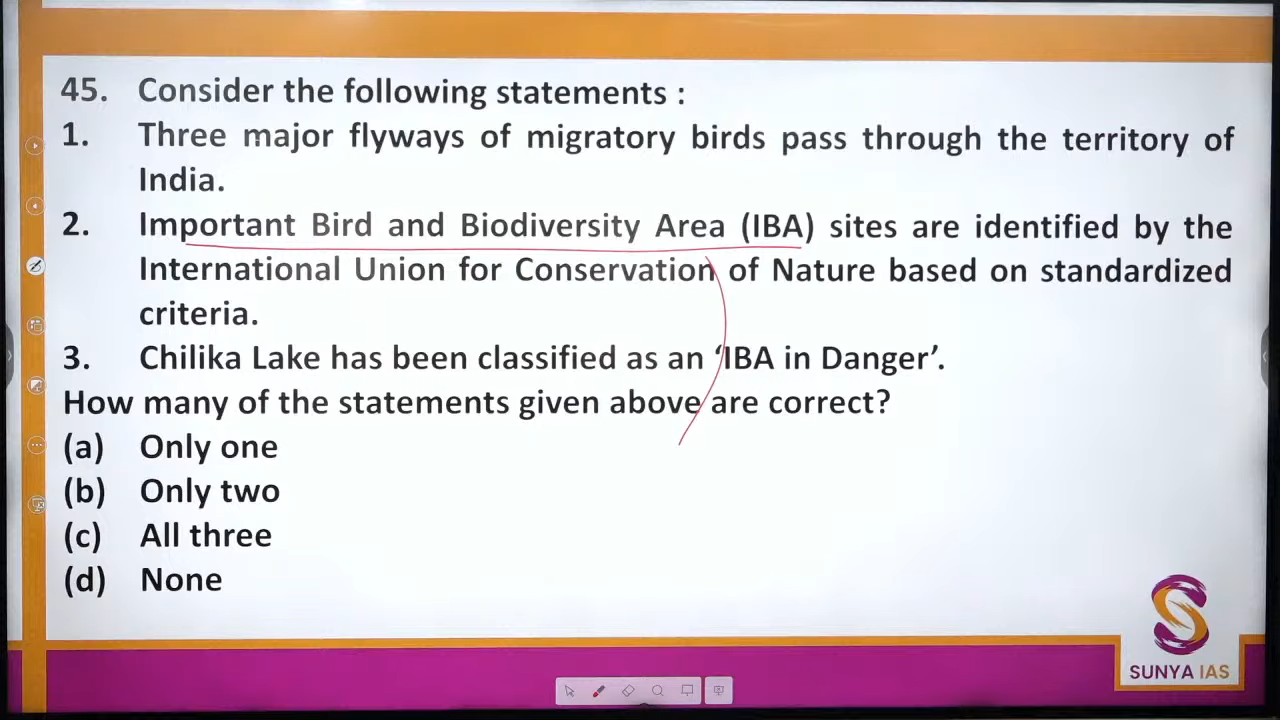 45. Consider the following statements :
1. Three major flyways of migratory birds pass through the territory of
India.
2. Important Bird and Biodiversity Area (IBA) sites are identified by the
International Union for Conservation of Nature based on standardized
criteria.
3. Chilika Lake has been classified as an ‘IBA in Danger’.
How many of the statements given above are correct?
(a) Only one
(b) Only two
(c) All three
(d) None
SUNYA IAS